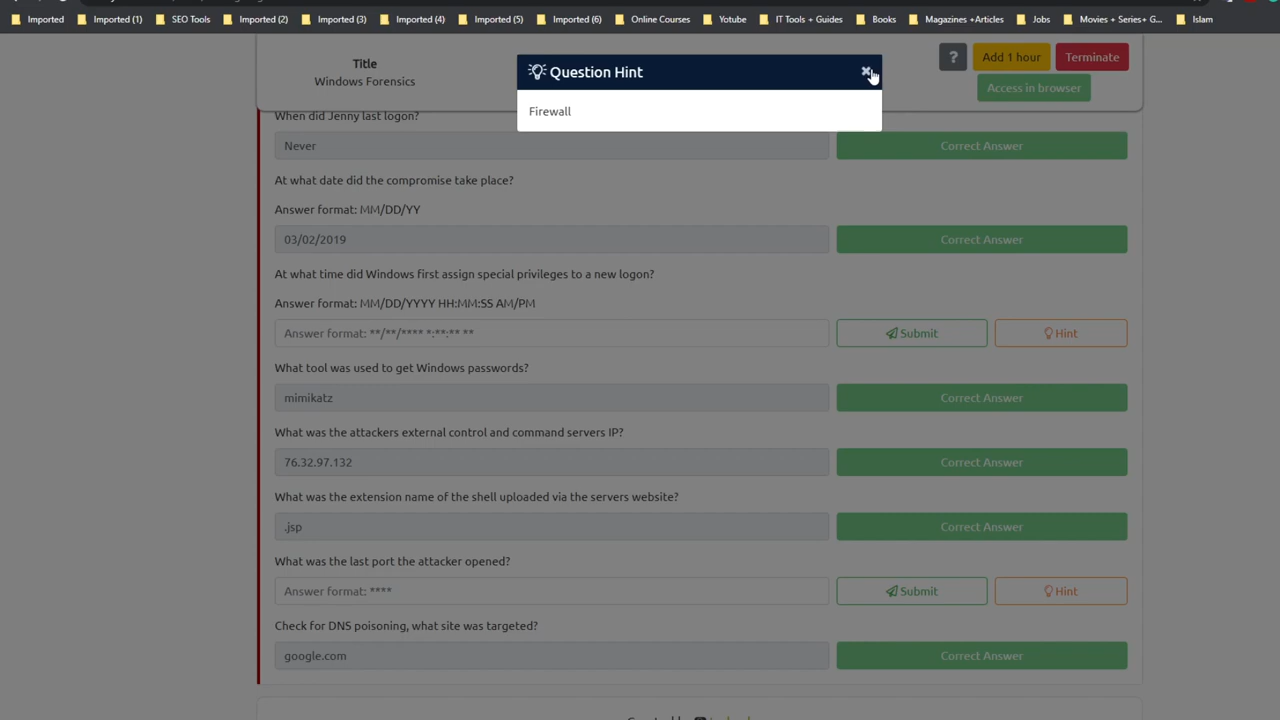 Imported
Imported (1)
SEO Tools
Imported (2)
Imported (3)
Imported (4)
Imported (5)
Imported (6)
Online Courses
Yotube
IT Tools + Guides
Books
Magazines +Articles
Jobs
Movies + Series+ G...
Islam
Title
Windows Forensics
Question Hint
Firewall
?
Add 1 hour
Terminate
Access in browser
When did Jenny last logon?
Never
Correct Answer
At what date did the compromise take place?
Answer format: MM/DD/YY
03/02/2019
Correct Answer
At what time did Windows first assign special privileges to a new logon?
Answer format: MM/DD/YYYY HH:MM:SS AM/PM
Answer format: **/**/**** *:**:** **
Submit
Hint
What tool was used to get Windows passwords?
mimikatz
Correct Answer
What was the attackers external control and command servers IP?
76.32.97.132
Correct Answer
What was the extension name of the shell uploaded via the servers website?
.jsp
Correct Answer
What was the last port the attacker opened?
Answer format: ****
Submit
Hint
Check for DNS poisoning, what site was targeted?
google.com
Correct Answer